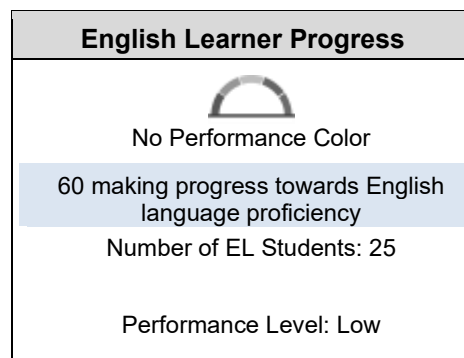 English Learner Progress
No Performance Color
60 making progress towards English
language proficiency
Number of EL Students: 25
Performance Level: Low